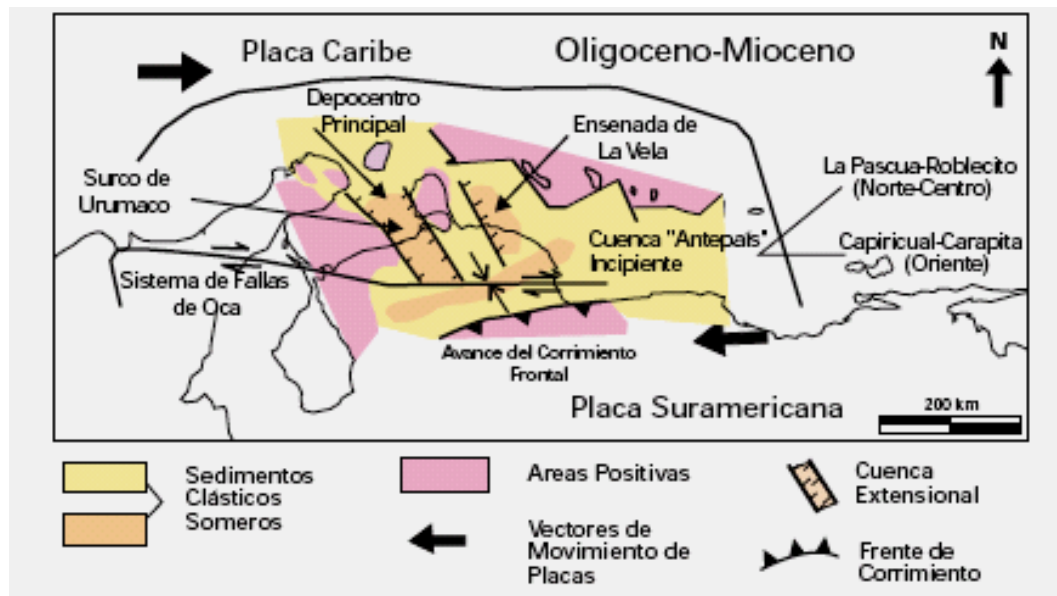 Placa Caribe
Oligoceno-Mioceno
N
Depocentro
Principal
Ensenada de
La Vela
Surco de
Urumaco
La Pascua-Roblecito
(Norte-Centro)
Cuenca "Antepaís"
Incipiente
Capiricual-Carapita
(Oriente)
Sistema de Fallas
de Oca
Avance del Corrimiento
Frontal
Placa Suramericana
200 km
Sedimentos
Clásticos
Someros
Areas Positivas
Cuenca
Extensional
Vectores de
Movimiento de
Placas
Frente de
Corrimiento